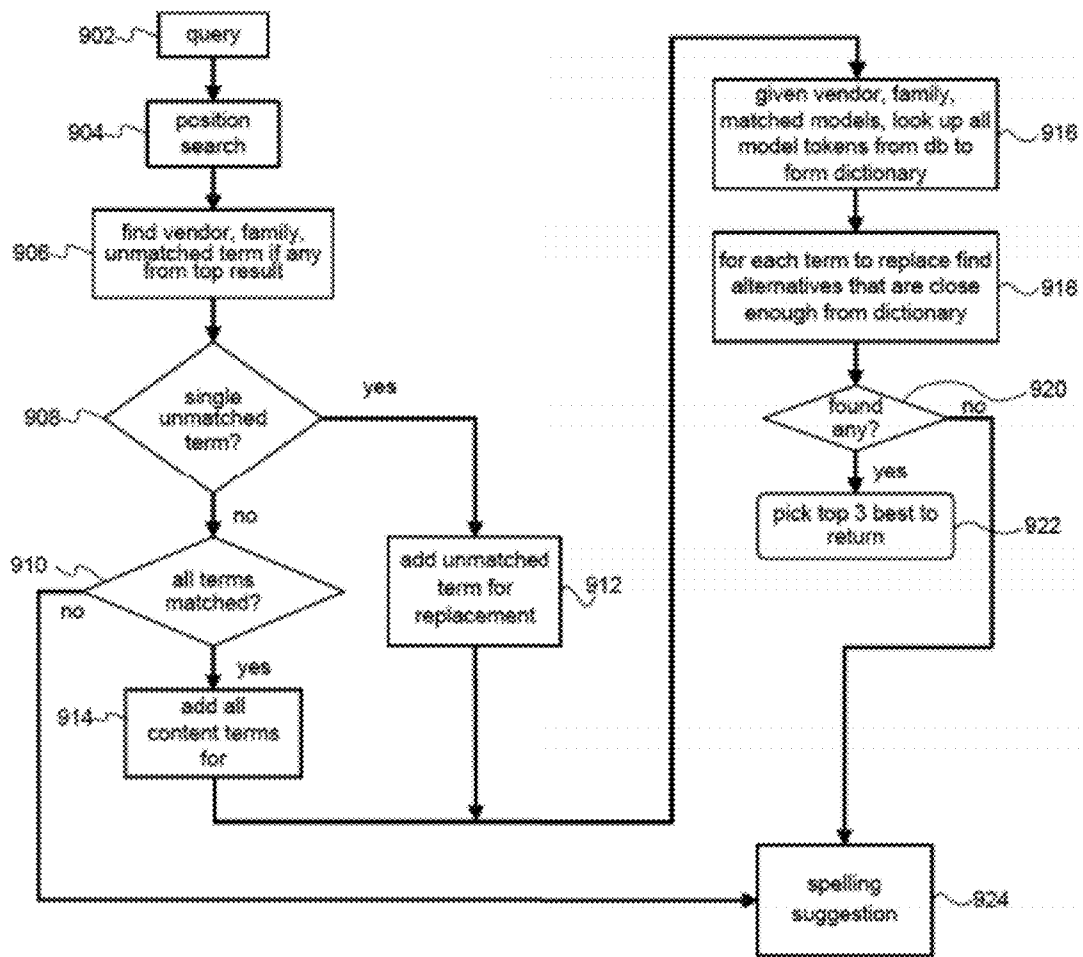 902
query
904
position
search
906
find vendor, family,
unmatched term if any
from top result
908
single
unmatched
term?
yes
no
910
all terms
matched?
no
yes
912
add unmatched
term for
replacement
914
add all
content terms
for
given vendor, family,
matched models, look up all
model tokens from db to
form dictionary
916
for each term to replace find
alternatives that are close
enough from dictionary
918
found
any?
920
no
yes
pick top 3 best to
return
922
spelling
suggestion
924